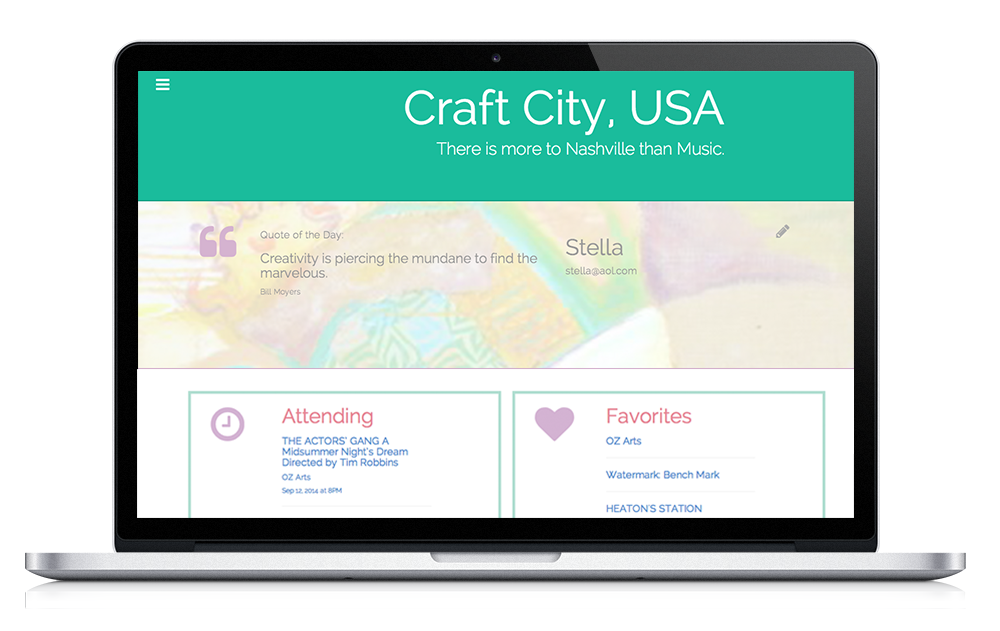 Craft City, USA
There is more to Nashville than Music.
Quote of the Day:
Creativity is piercing the mundane to find the
marvelous.
Bill Moyers
Stella
stella@aol.com
Attending
THE ACTORS' GANG A
Midsummer Night's Dream
Directed by Tim Robbins
OZ Arts
Sep 12, 2014 at 8PM
Favorites
OZ Arts
Watermark: Bench Mark
HEATON'S STATION